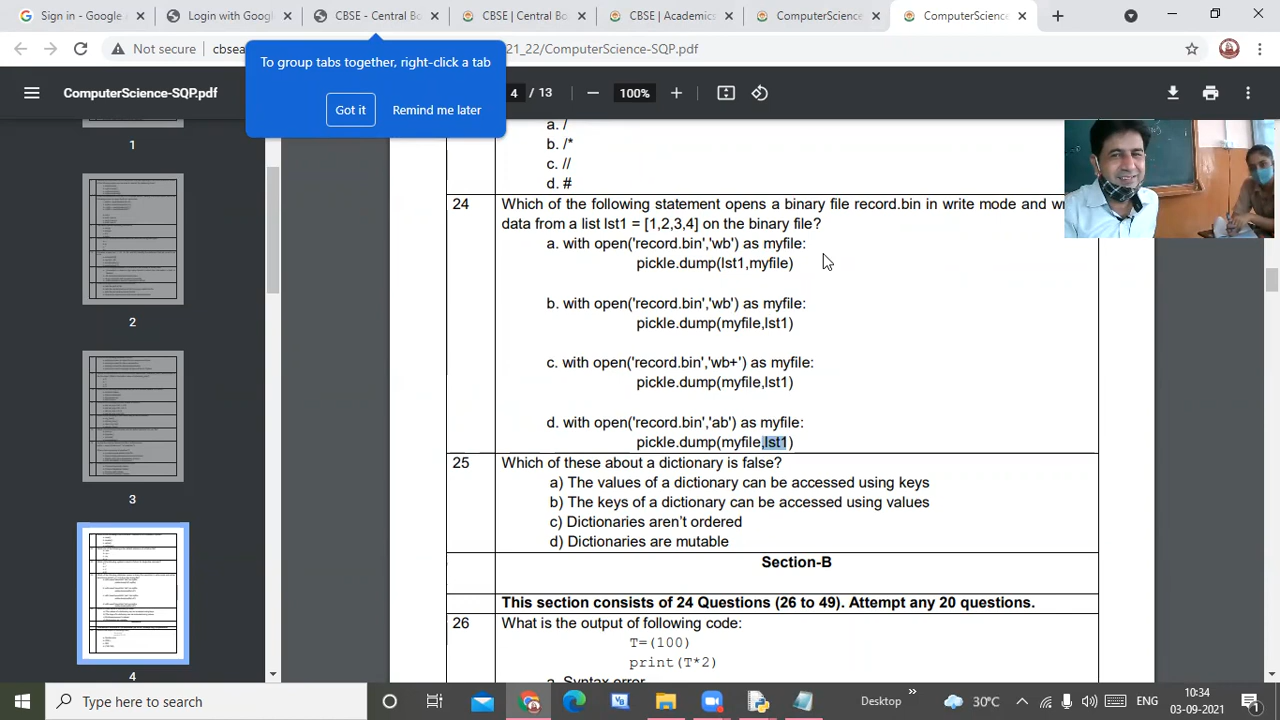 Sign in - Google
Login with Goog
CBSE - Central Bo
CBSE | Central Bo
CBSE | Academics
ComputerScience
ComputerScience
Not secure
cbsea
21_22/ComputerScience-SQP.pdf
To group tabs together, right-click a tab
Got it
Remind me later
ComputerScience-SQP.pdf
4 / 13
100%
1
2
3
4
a. /
b. /*
c. //
d. #
24
Which of the following statement opens a binary file record.bin in write mode and wr
data from a list lst1 = [1,2,3,4] on the binary file?
a. with open('record.bin','wb') as myfile:
pickle.dump(lst1,myfile)
b. with open('record.bin','wb') as myfile:
pickle.dump(myfile,lst1)
c. with open('record.bin','wb+') as myfile:
pickle.dump(myfile,lst1)
d. with open('record.bin','ab') as myfile:
pickle.dump(myfile,lst1)
25
Which of these about a dictionary is false?
a) The values of a dictionary can be accessed using keys
b) The keys of a dictionary can be accessed using values
c) Dictionaries aren't ordered
d) Dictionaries are mutable
Section-B
This section consists of 24 Questions (26 to 49). Attempt any 20 questions.
26
What is the output of following code:
T=(100)
print(T*2)
a. Syntax error
Type here to search
Desktop
30°C
ENG
10:34
03-09-2021
1